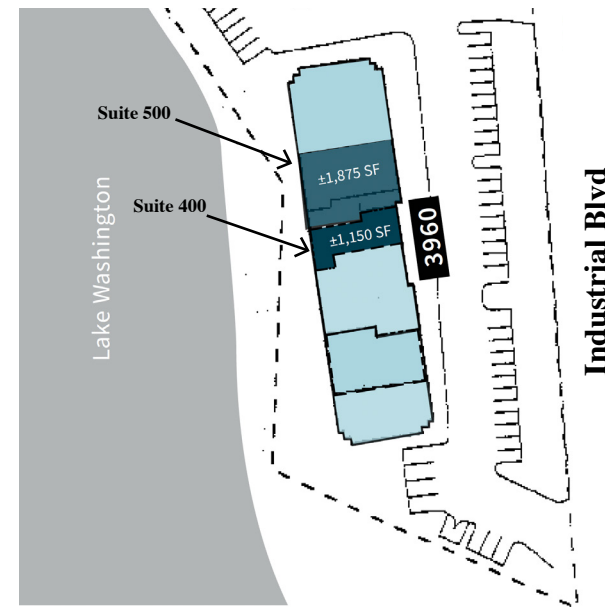 Suite 500
±1,875 SF
Suite 400
±1,150 SF
3960
Lake Washington
Industrial Blvd